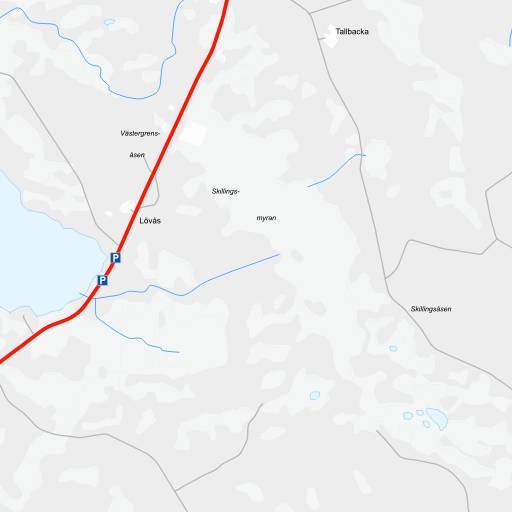 Tallbacka
Västergrens-
åsen
Skillings-
myran
Lövås
P
P
Skillingsåsen